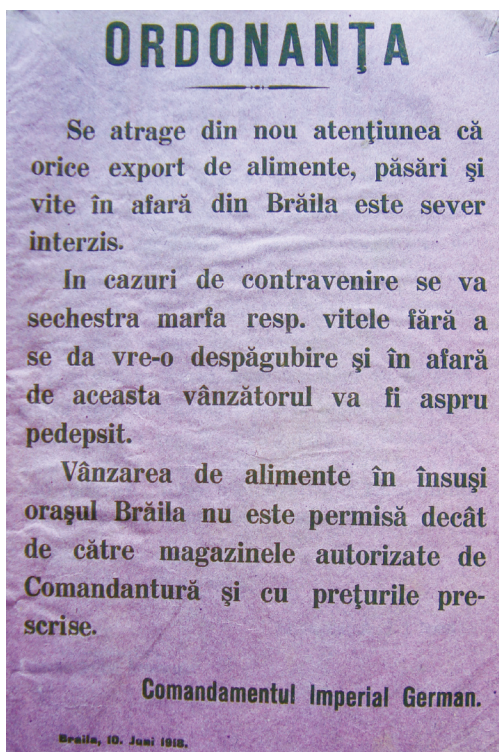 ORDONANŢA
Se atrage din nou atenţiunea că
orice export de alimente, păsări şi
vite în afară din Brăila este sever
interzis.
In cazuri de contravenire se va
sechestra marfa resp. vitele fără a
se da vre-o despăgubire şi în afară
de aceasta vânzătorul va fi aspru
pedepsit.
Vânzarea de alimente în însuşi
oraşul Brăila nu este permisă decât
de către magazinele autorizate de
Comandantură şi cu preţurile pre-
scrise.
Comandamentul Imperial German.
Braila, 10. Juni 1918.